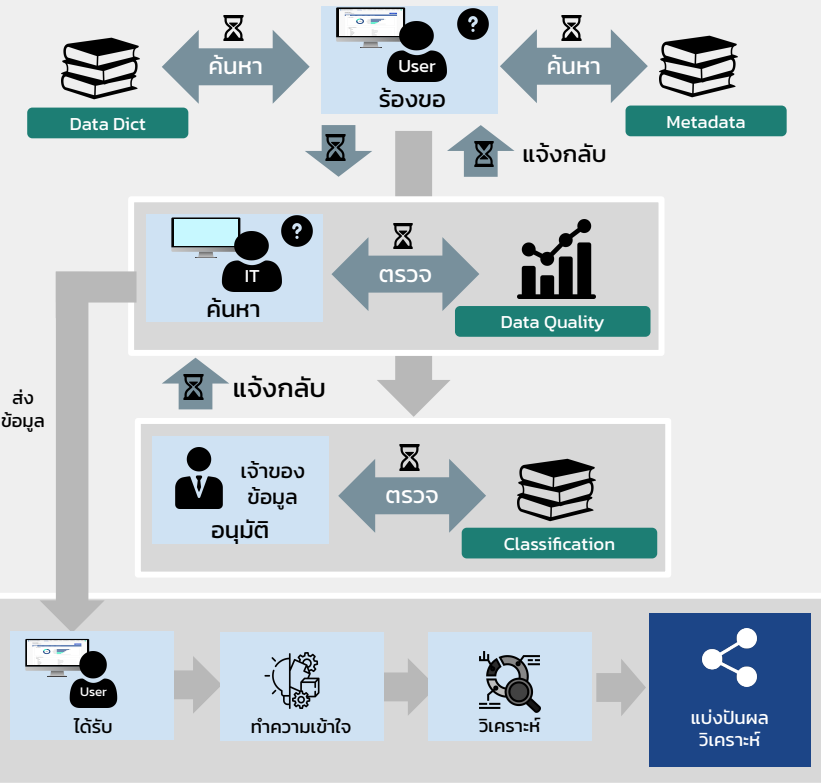 ค้นหา
User
ค้นหา
ร้องขอ
Data Dict
Metadata
แจ้งกลับ
IT
ค้นหา
ตรวจ
Data Quality
แจ้งกลับ
ส่ง
ข้อมูล
เจ้าของ
ข้อมูล
อนุมัติ
ตรวจ
Classification
User
ได้รับ
ทำความเข้าใจ
วิเคราะห์
แบ่งปันผล
วิเคราะห์